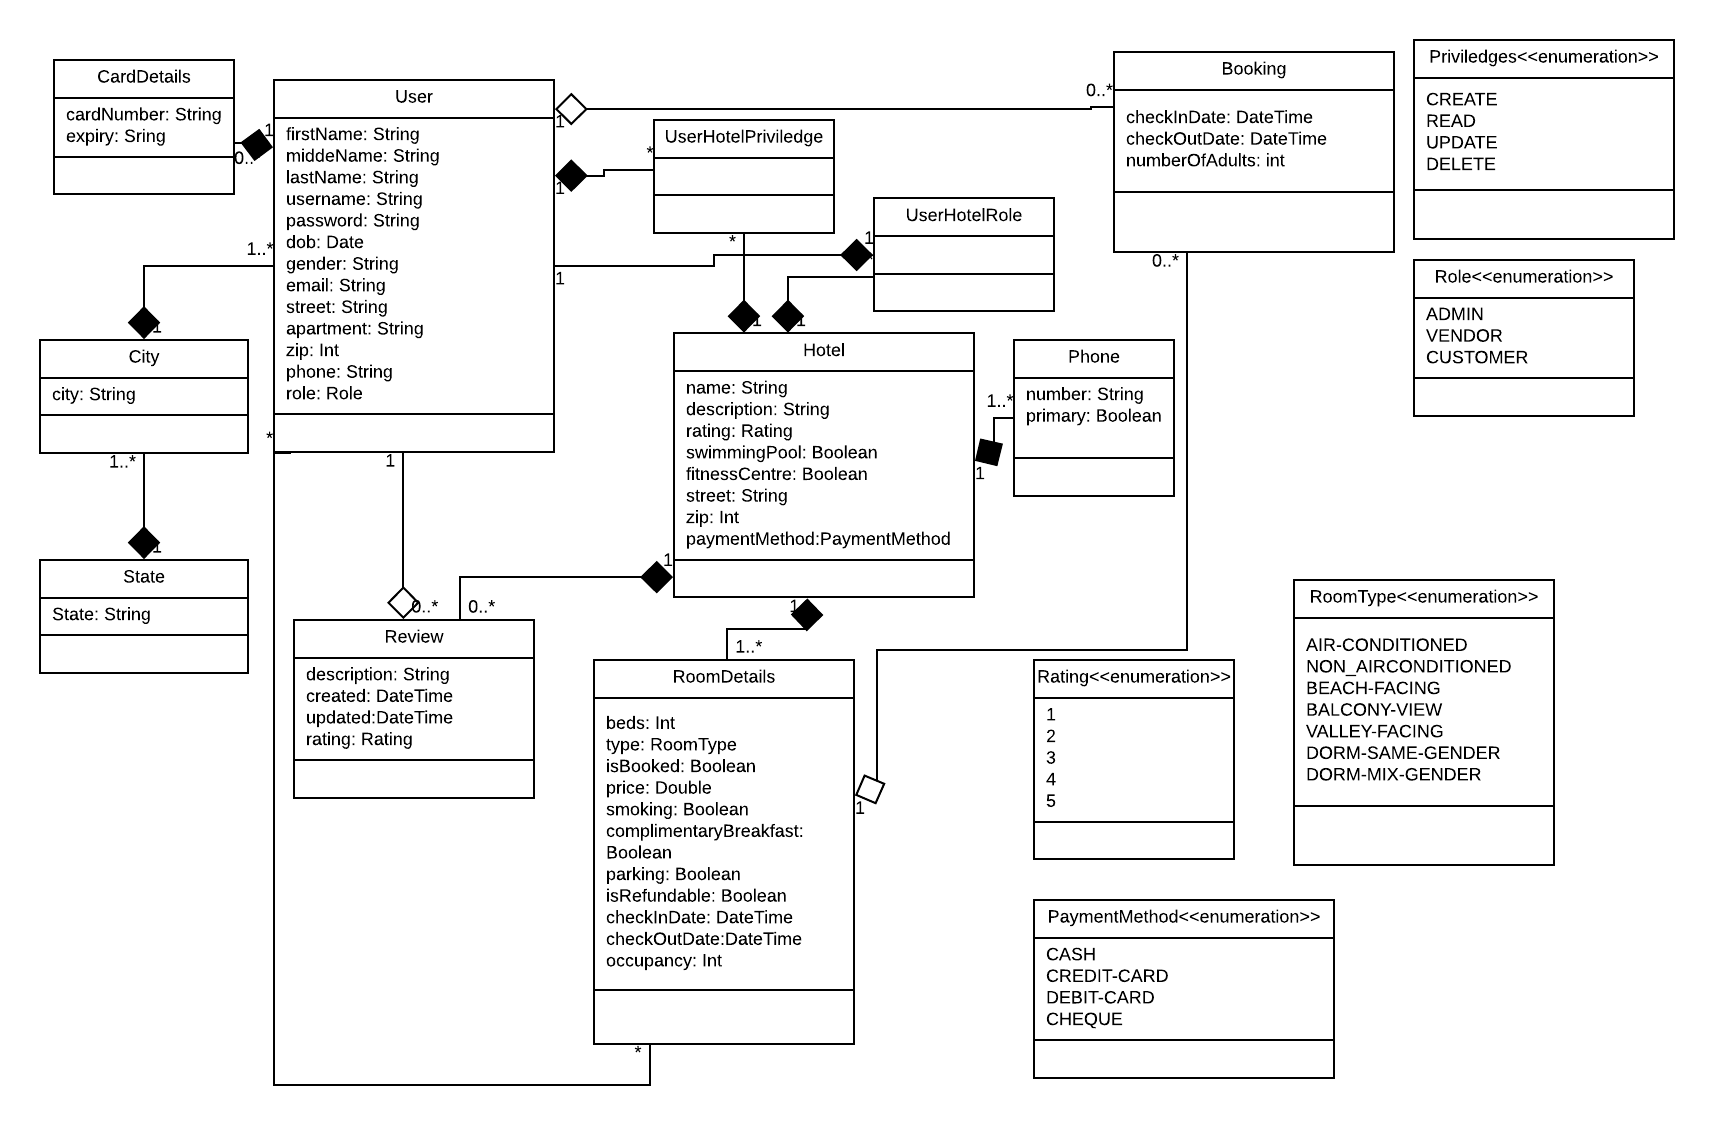 CardDetails
cardNumber: String
expiry: Sring
User
firstName: String
middeName: String
lastName: String
username: String
password: String
dob: Date
gender: String
email: String
street: String
apartment: String
zip: Int
phone: String
role: Role
1
0..
1
0..*
1
*
1..*
1
1
*
1
UserHotelPriviledge
*
1
UserHotelRole
1
1
Booking
checkInDate: DateTime
checkOutDate: DateTime
numberOfAdults: int
0..*
Priviledges<<enumeration>>
CREATE
READ
UPDATE
DELETE
Role<<enumeration>>
ADMIN
VENDOR
CUSTOMER
City
city: String
1..*
1
State
State: String
Hotel
name: String
description: String
rating: Rating
swimmingPool: Boolean
fitnessCentre: Boolean
street: String
zip: Int
paymentMethod:PaymentMethod
1..*
1
Phone
number: String
primary: Boolean
1
0..*
0..*
Review
description: String
created: DateTime
updated:DateTime
rating: Rating
1
1..*
RoomDetails
beds: Int
type: RoomType
isBooked: Boolean
price: Double
smoking: Boolean
complimentaryBreakfast:
Boolean
parking: Boolean
isRefundable: Boolean
checkInDate: DateTime
checkOutDate:DateTime
occupancy: Int
1
*
Rating<<enumeration>>
1
2
3
4
5
RoomType<<enumeration>>
AIR-CONDITIONED
NON_AIRCONDITIONED
BEACH-FACING
BALCONY-VIEW
VALLEY-FACING
DORM-SAME-GENDER
DORM-MIX-GENDER
PaymentMethod<<enumeration>>
CASH
CREDIT-CARD
DEBIT-CARD
CHEQUE